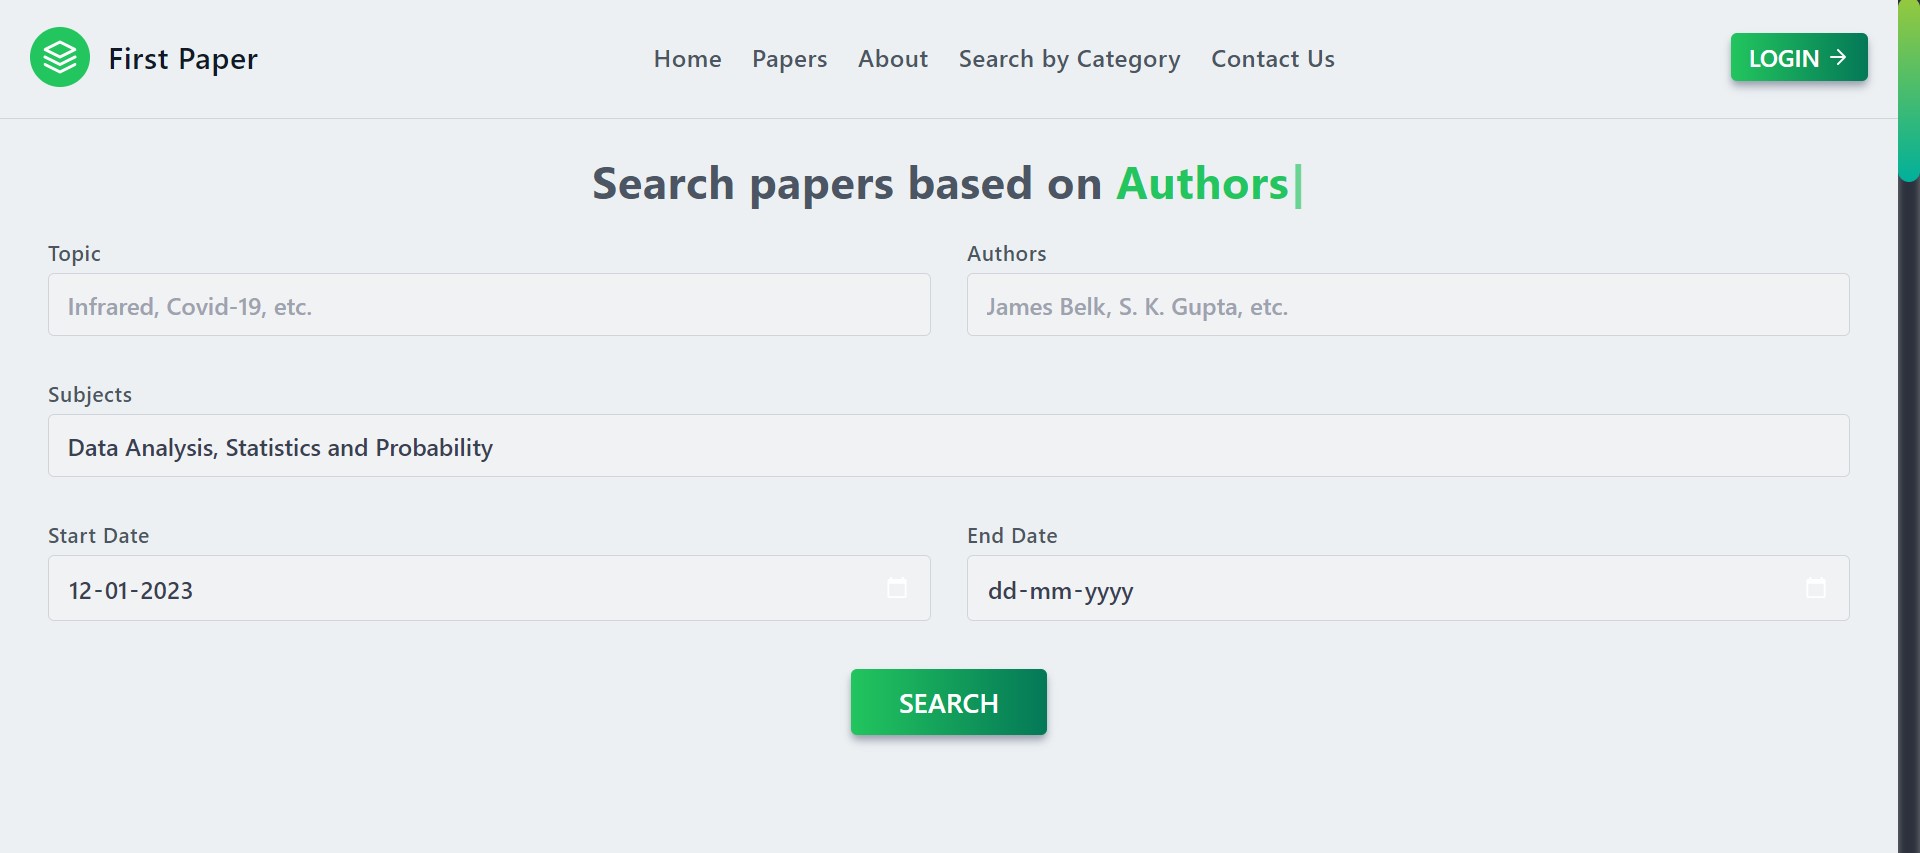 First Paper
Home Papers About Search by Category Contact Us
LOGIN
Search papers based on Authors
Topic
Infrared, Covid-19, etc.
Authors
James Belk, S. K. Gupta, etc.
Subjects
Data Analysis, Statistics and Probability
Start Date
12-01-2023
End Date
dd-mm-yyyy
SEARCH